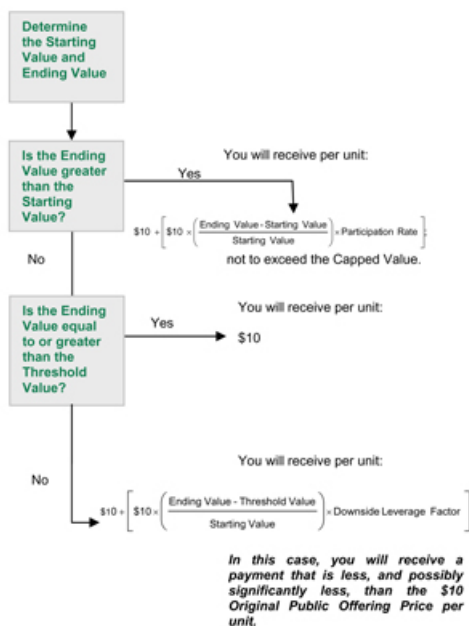 Determine
the Starting
Value and
Ending Value
Is the Ending
Value greater
than the
Starting
Value?
Yes
You will receive per unit:
$10 + [ $10 × ( Ending Value - Starting Value / Starting Value ) × Participation Rate ];
not to exceed the Capped Value.
No
Is the Ending
Value equal
to or greater
than the
Threshold
Value?
Yes
You will receive per unit:
$10
No
You will receive per unit:
$10 + [ $10 × ( Ending Value - Threshold Value / Starting Value ) × Downside Leverage Factor ]
In this case, you will receive a
payment that is less, and possibly
significantly less, than the $10
Original Public Offering Price per
unit.